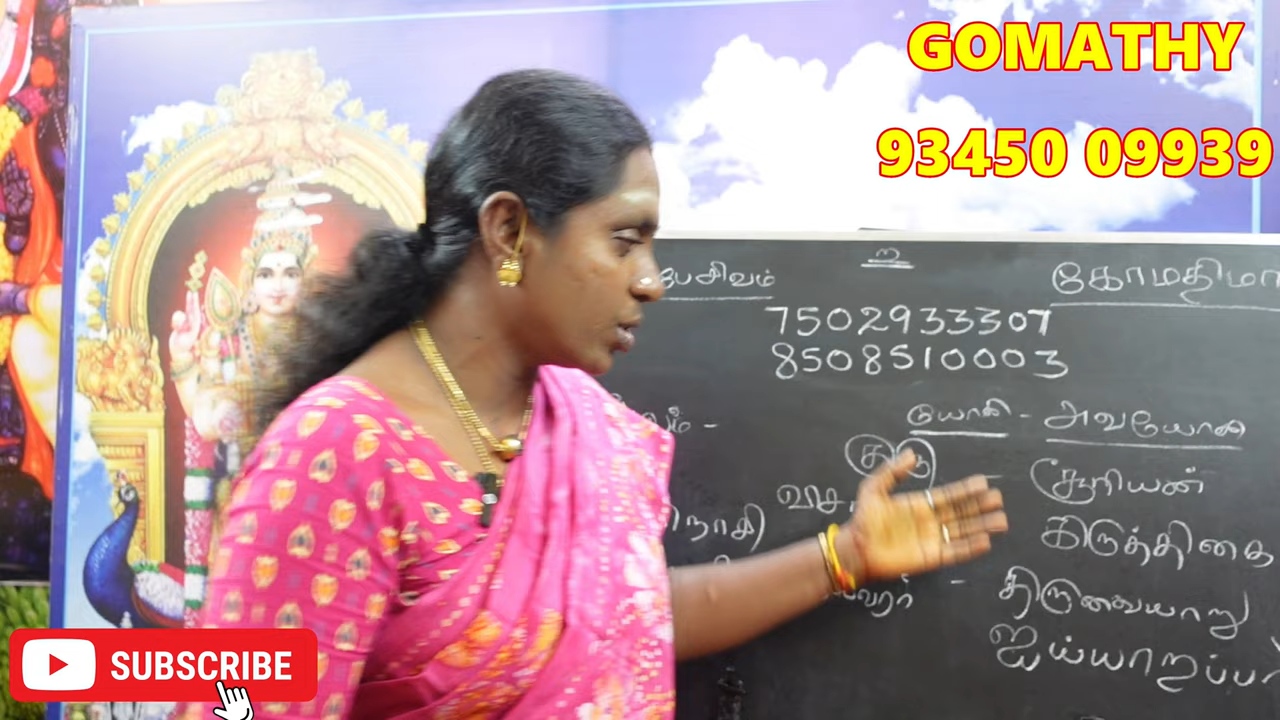 GOMATHY
93450 09939
உ
பேசிவம்
கோமதிமா
7502933307
8508510003
யோகி - அவயோகி
குரு - சூரியன்
கிருத்திகை
திருவையாறு
ஐய்யாறப்ப
SUBSCRIBE